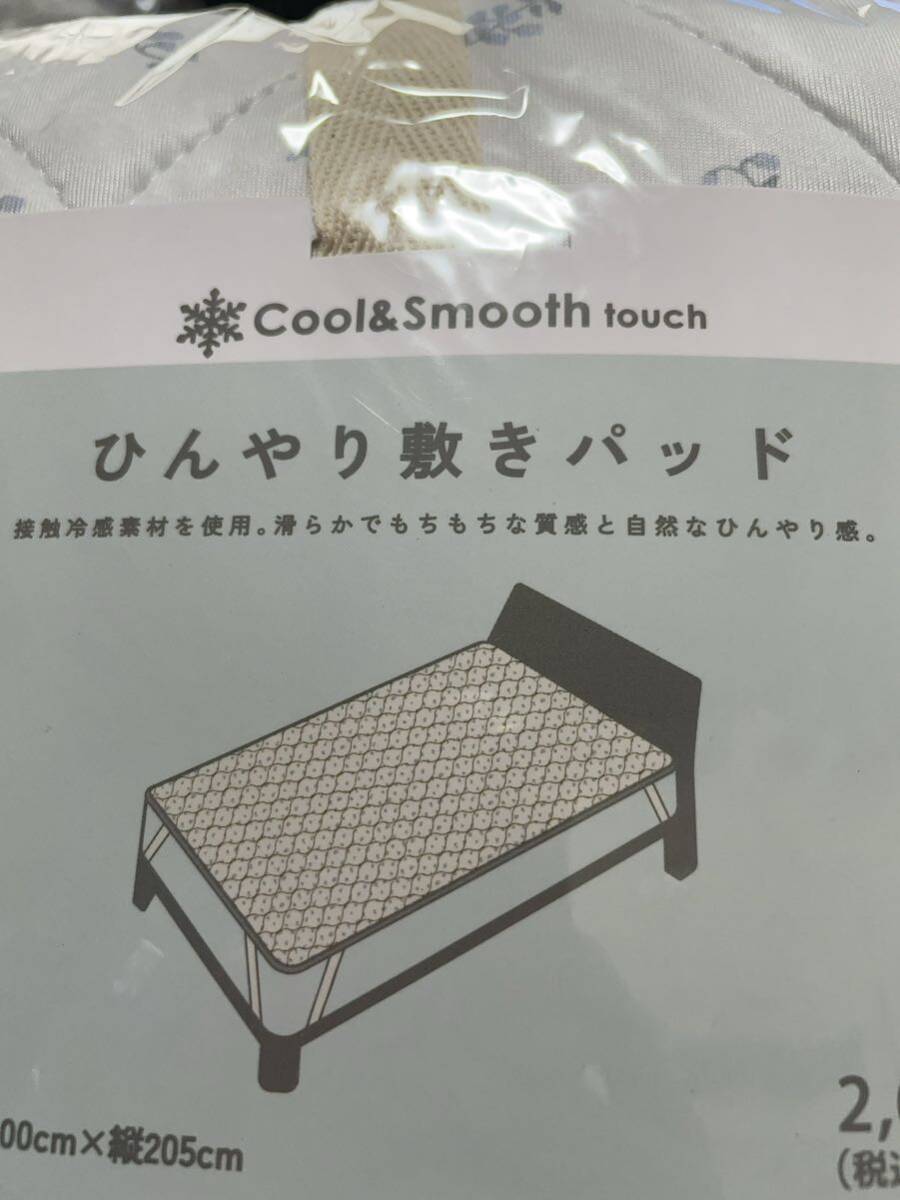 Cool&Smooth touch
ひんやり敷きパッド
接触冷感素材を使用。滑らかでもちもちな質感と自然なひんやり感。
00cm×縦205cm
2,
(税込